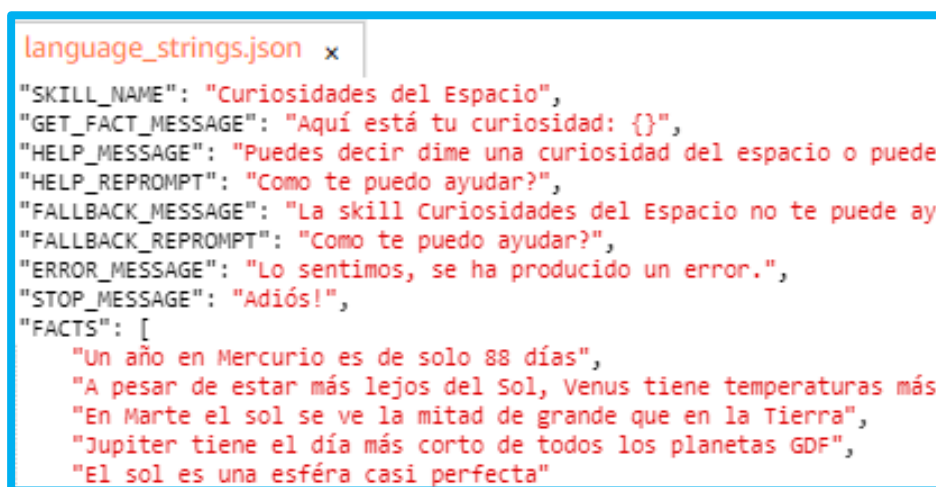 language_strings.json x
"SKILL_NAME": "Curiosidades del Espacio",
"GET_FACT_MESSAGE": "Aquí está tu curiosidad: {}",
"HELP_MESSAGE": "Puedes decir dime una curiosidad del espacio o puede
"HELP_REPROMPT": "Como te puedo ayudar?",
"FALLBACK_MESSAGE": "La skill Curiosidades del Espacio no te puede ay
"FALLBACK_REPROMPT": "Como te puedo ayudar?",
"ERROR_MESSAGE": "Lo sentimos, se ha producido un error.",
"STOP_MESSAGE": "Adiós!",
"FACTS": [
"Un año en Mercurio es de solo 88 días",
"A pesar de estar más lejos del Sol, Venus tiene temperaturas más
"En Marte el sol se ve la mitad de grande que en la Tierra",
"Jupiter tiene el día más corto de todos los planetas GDF",
"El sol es una esféra casi perfecta"